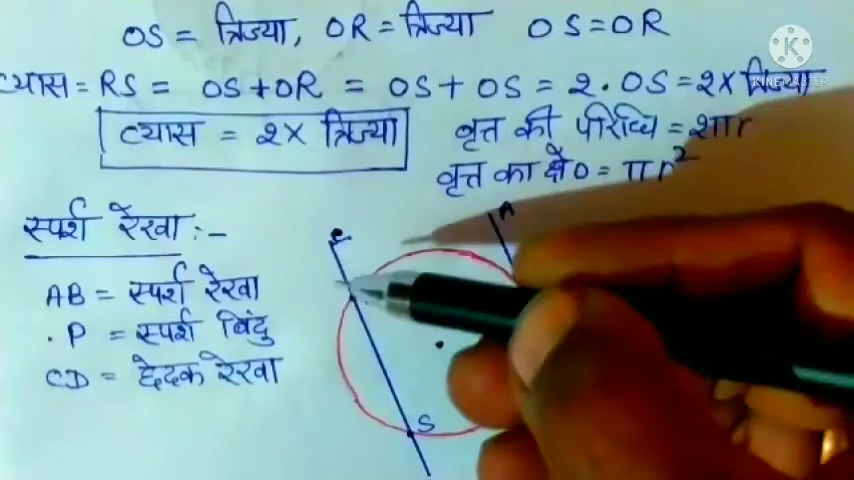 OS = त्रिज्या, OR = त्रिज्या OS = OR
व्यास = RS = OS + OR = OS + OS = 2 · OS = 2 × त्रिज्या
व्यास = 2 × त्रिज्या
वृत्त की परिधि = 2πr
वृत्त का क्षे० = πr²
स्पर्श रेखा :-
AB = स्पर्श रेखा
·P = स्पर्श बिंदु
CD = छेदक रेखा
A
S
K
KINEMASTER